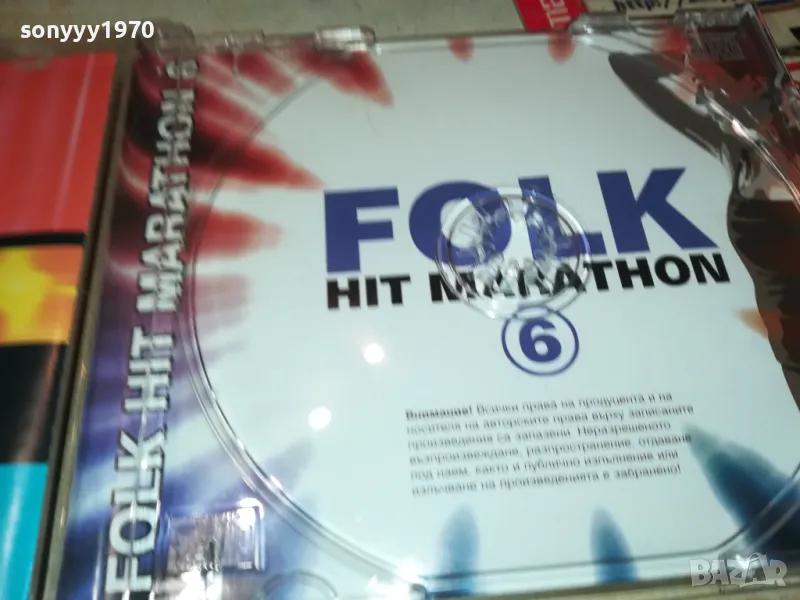 sonyyy1970
http://
FOLK HIT MARATHON 6
FOLK
HIT MARATHON
6
Внимание! Всички права на продуцента и на
носителя на авторските права върху записаните
произведения са запазени. Неразрешеното
възпроизвеждане, разпространение, отдаване
под наем, както и публично изпълнение или
излъчване на произведенията е забранено!
BAZAR